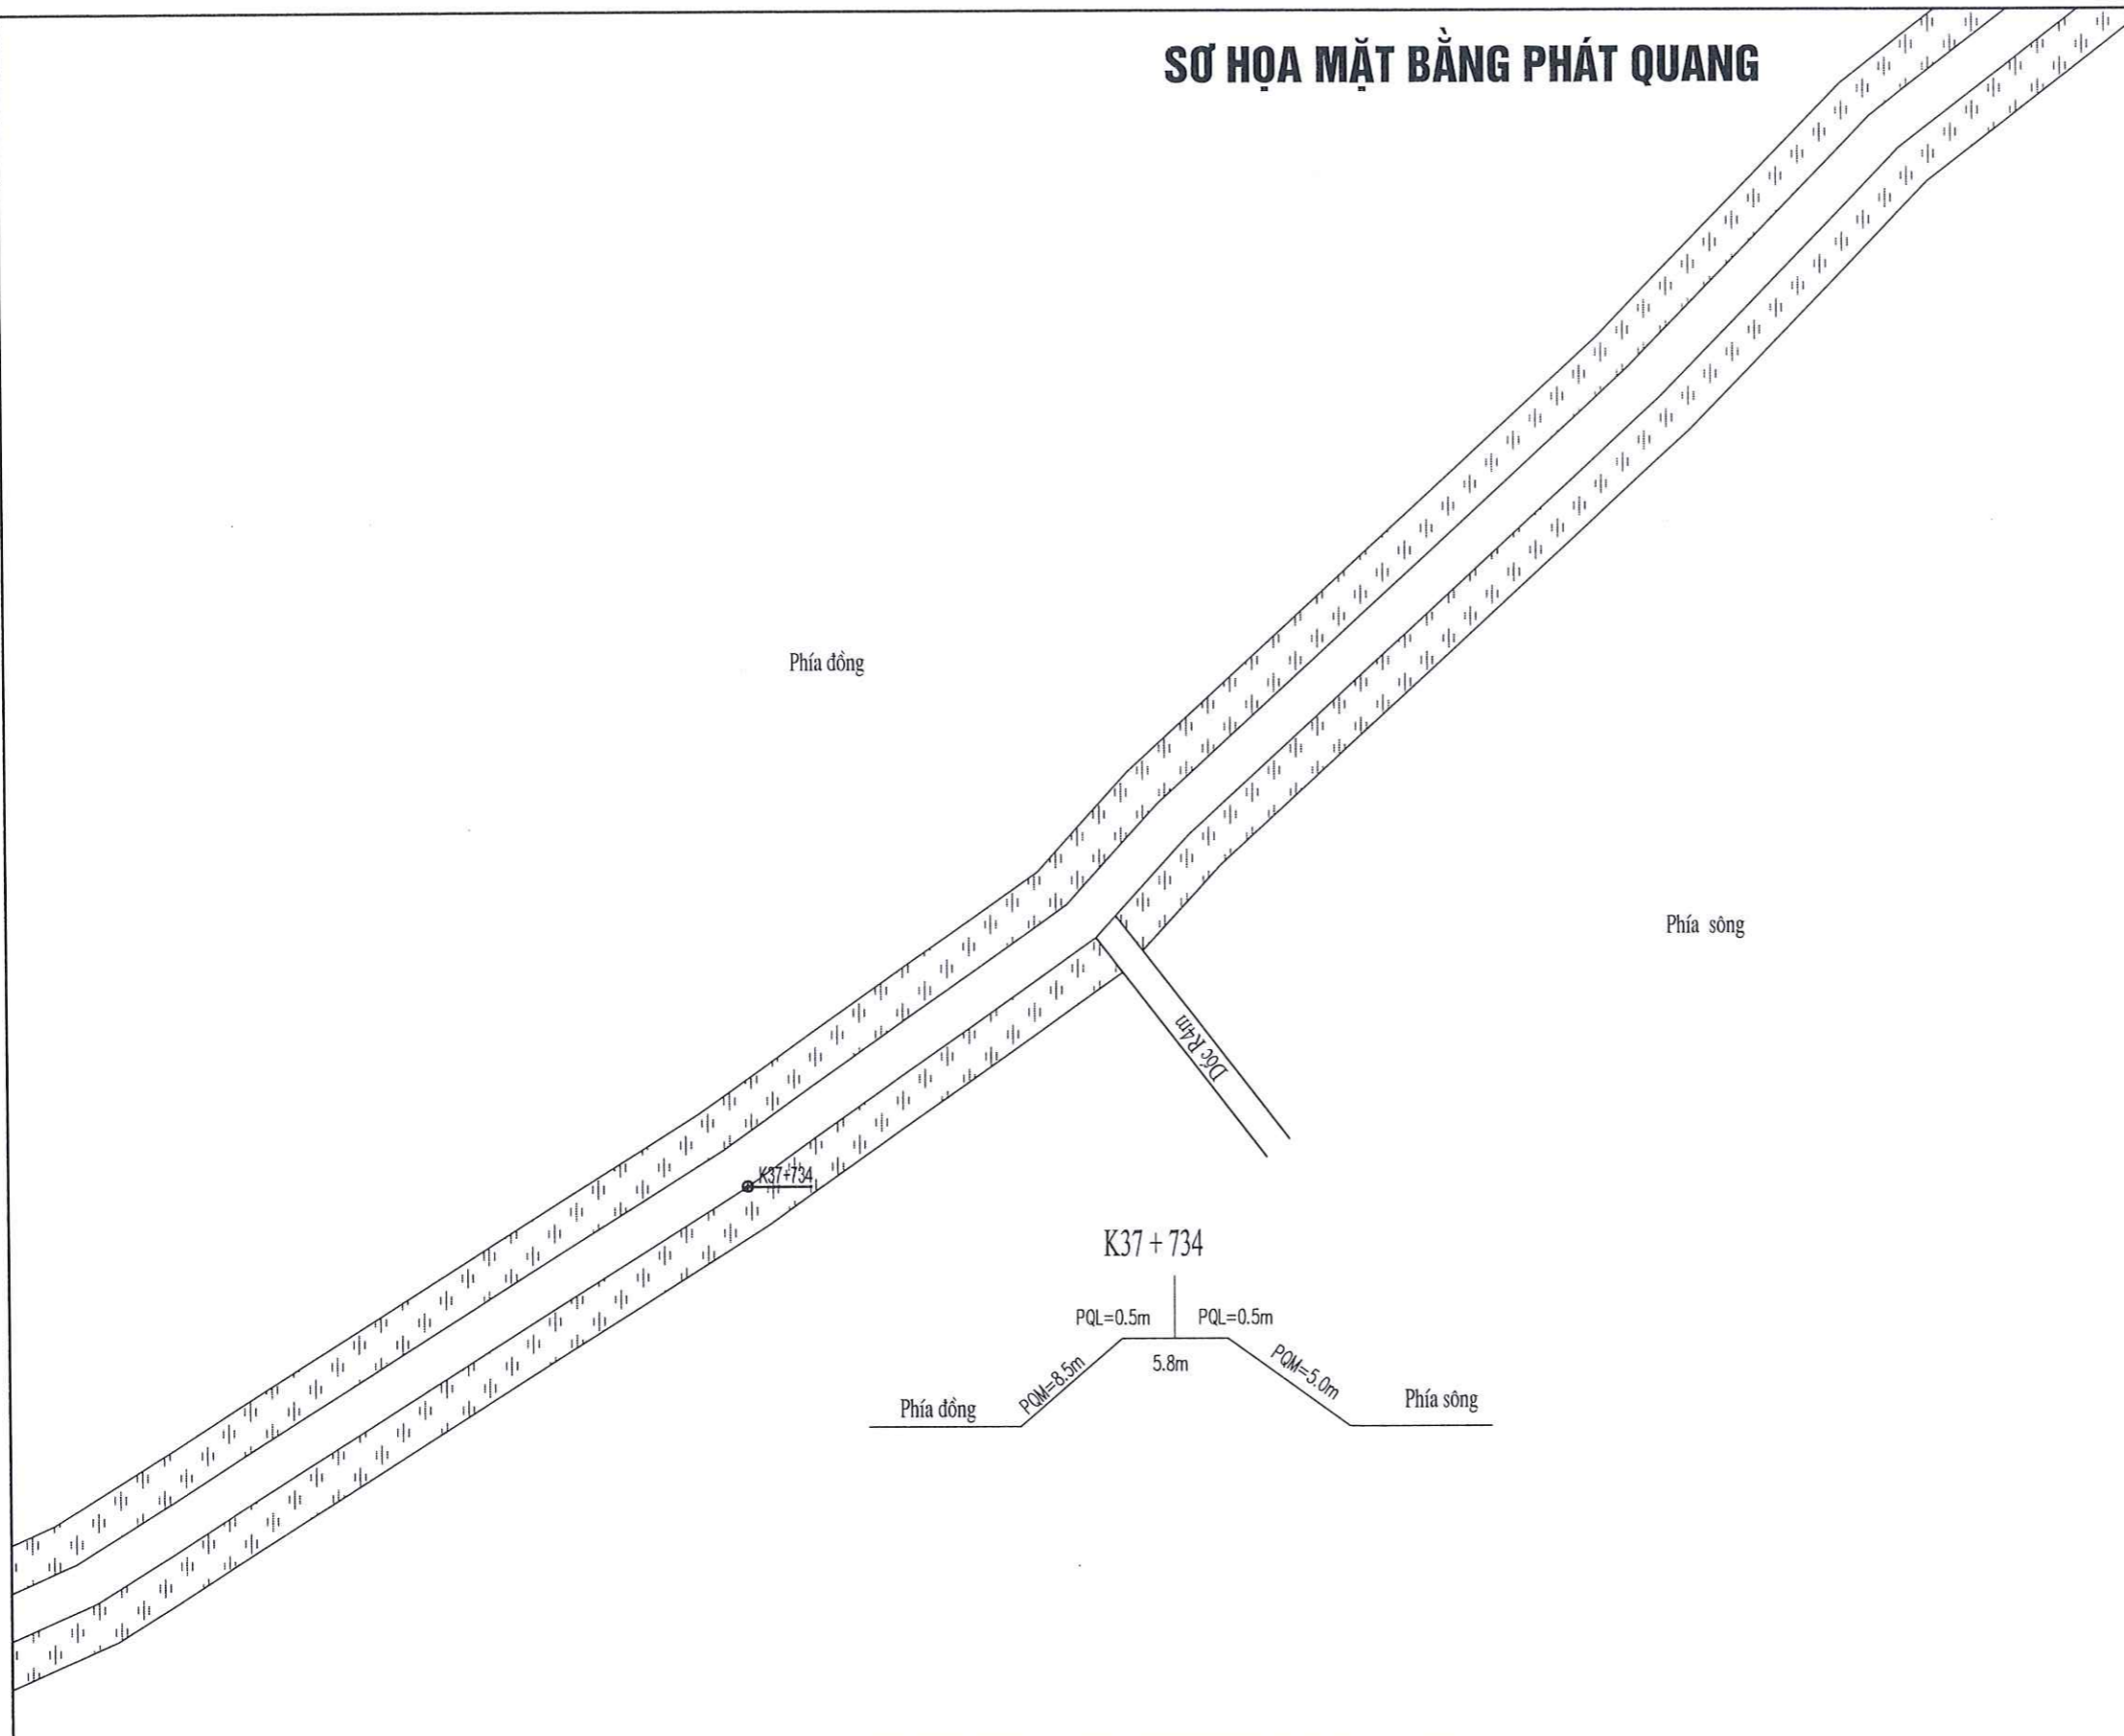 SƠ HỌA MẶT BẰNG PHÁT QUANG
Phía đồng
Phía sông
Dốc R4m
K37+734
K37 + 734
PQL=0.5m PQL=0.5m
PQM=8.5m 5.8m PQM=5.0m
Phía đồng Phía sông